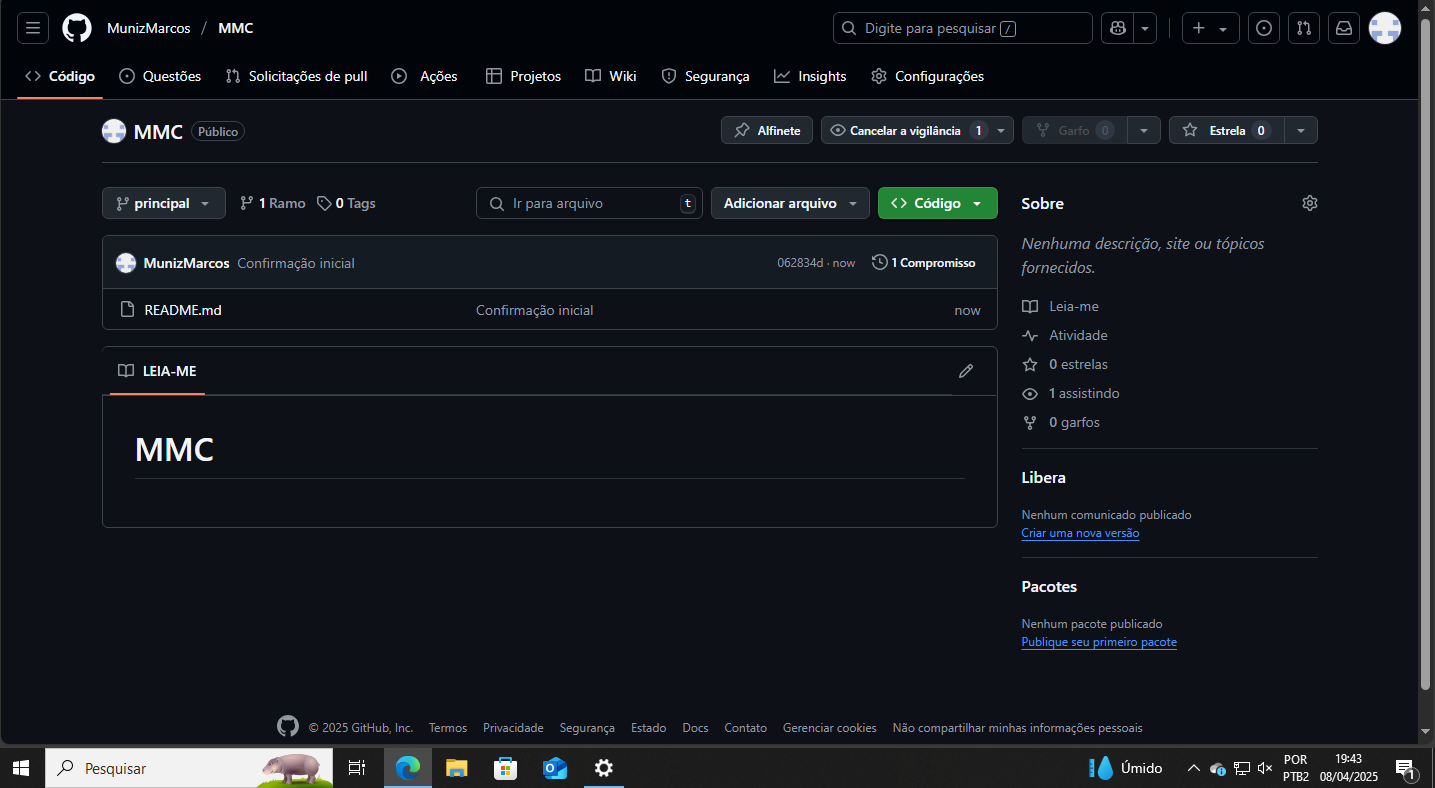 MunizMarcos / MMC
Digite para pesquisar /
Código Questões Solicitações de pull Ações Projetos Wiki Segurança Insights Configurações
MMC Público
Alfinete Cancelar a vigilância 1 Garfo 0 Estrela 0
principal 1 Ramo 0 Tags Ir para arquivo t Adicionar arquivo Código
Sobre
MunizMarcos Confirmação inicial 062834d · now 1 Compromisso
README.md Confirmação inicial now
Nenhuma descrição, site ou tópicos
fornecidos.
Leia-me
Atividade
0 estrelas
1 assistindo
0 garfos
LEIA-ME
MMC
Libera
Nenhum comunicado publicado
Criar uma nova versão
Pacotes
Nenhum pacote publicado
Publique seu primeiro pacote
© 2025 GitHub, Inc. Termos Privacidade Segurança Estado Docs Contato Gerenciar cookies Não compartilhar minhas informações pessoais
Pesquisar
Úmido
POR
PTB2
19:43
08/04/2025
1